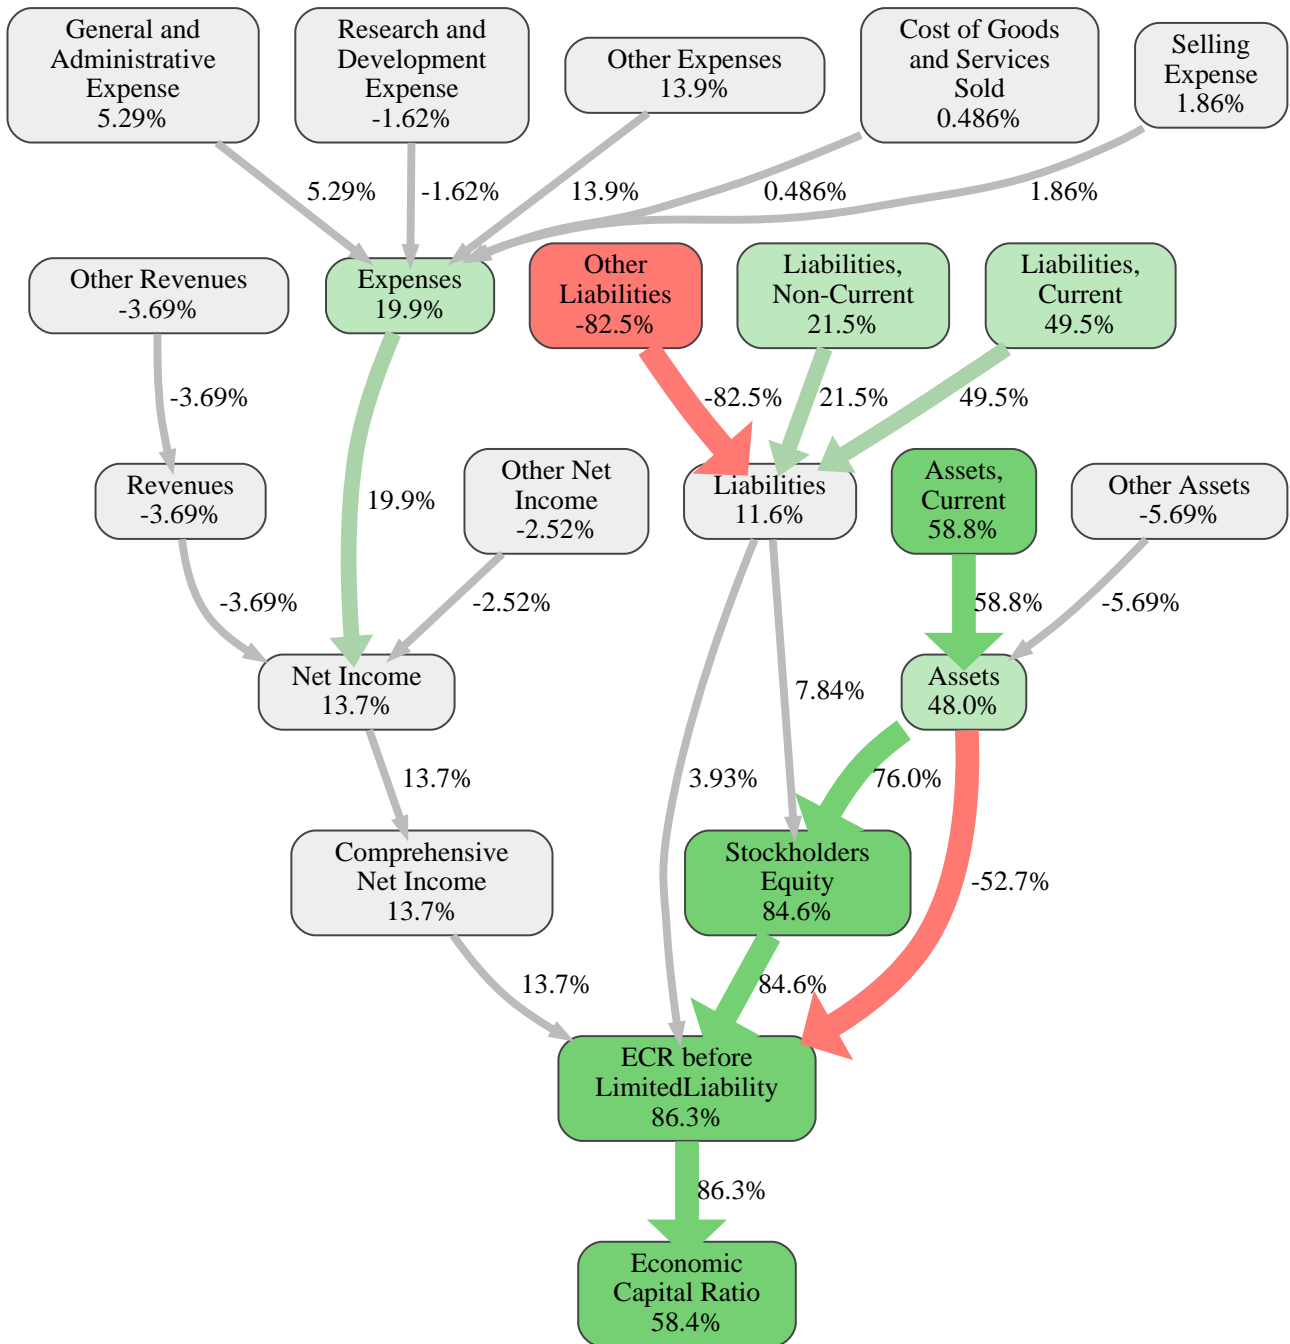 General and
Administrative
Expense
5.29%
Research and
Development
Expense
-1.62%
Other Expenses
13.9%
Cost of Goods
and Services
Sold
0.486%
Selling
Expense
1.86%
5.29%
-1.62%
13.9%
0.486%
1.86%
Other Revenues
-3.69%
Expenses
19.9%
Other
Liabilities
-82.5%
Liabilities,
Non-Current
21.5%
Liabilities,
Current
49.5%
-3.69%
-82.5%
21.5%
49.5%
Revenues
-3.69%
19.9%
Other Net
Income
-2.52%
Liabilities
11.6%
Assets,
Current
58.8%
Other Assets
-5.69%
-3.69%
-2.52%
58.8%
-5.69%
Net Income
13.7%
7.84%
Assets
48.0%
13.7%
3.93%
76.0%
Comprehensive
Net Income
13.7%
Stockholders
Equity
84.6%
-52.7%
13.7%
84.6%
ECR before
LimitedLiability
86.3%
86.3%
Economic
Capital Ratio
58.4%